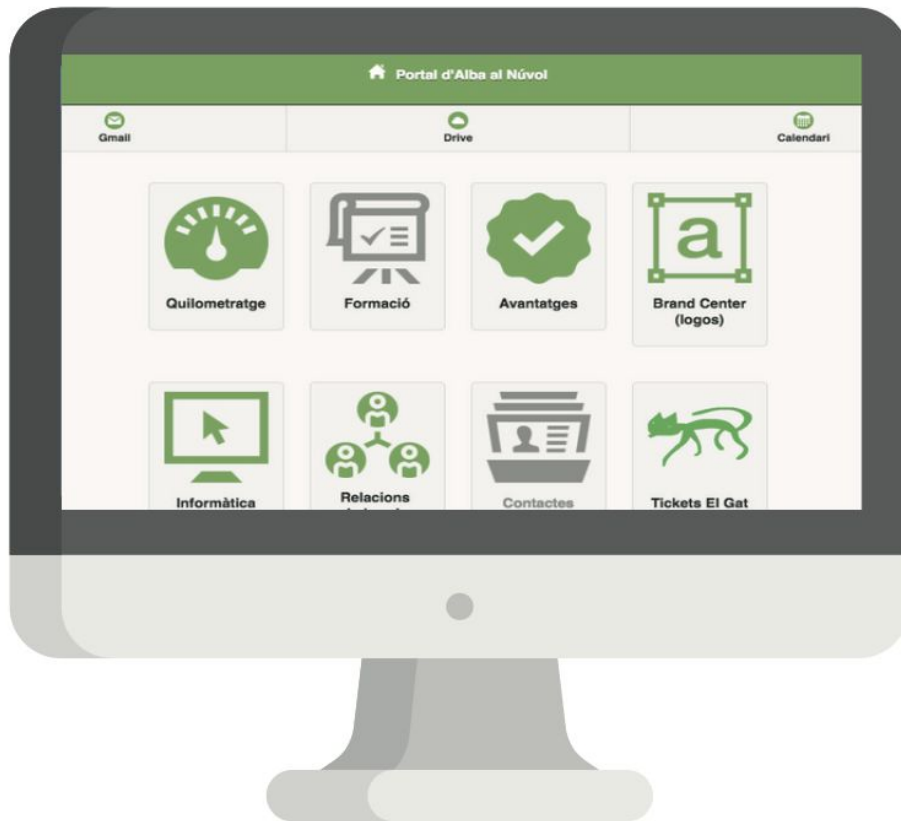 Portal d'Alba al Núvol
Gmail
Drive
Calendari
Quilometratge
Formació
Avantatges
a
Brand Center
(logos)
Informàtica
Relacions
Contactes
Tickets El Gat